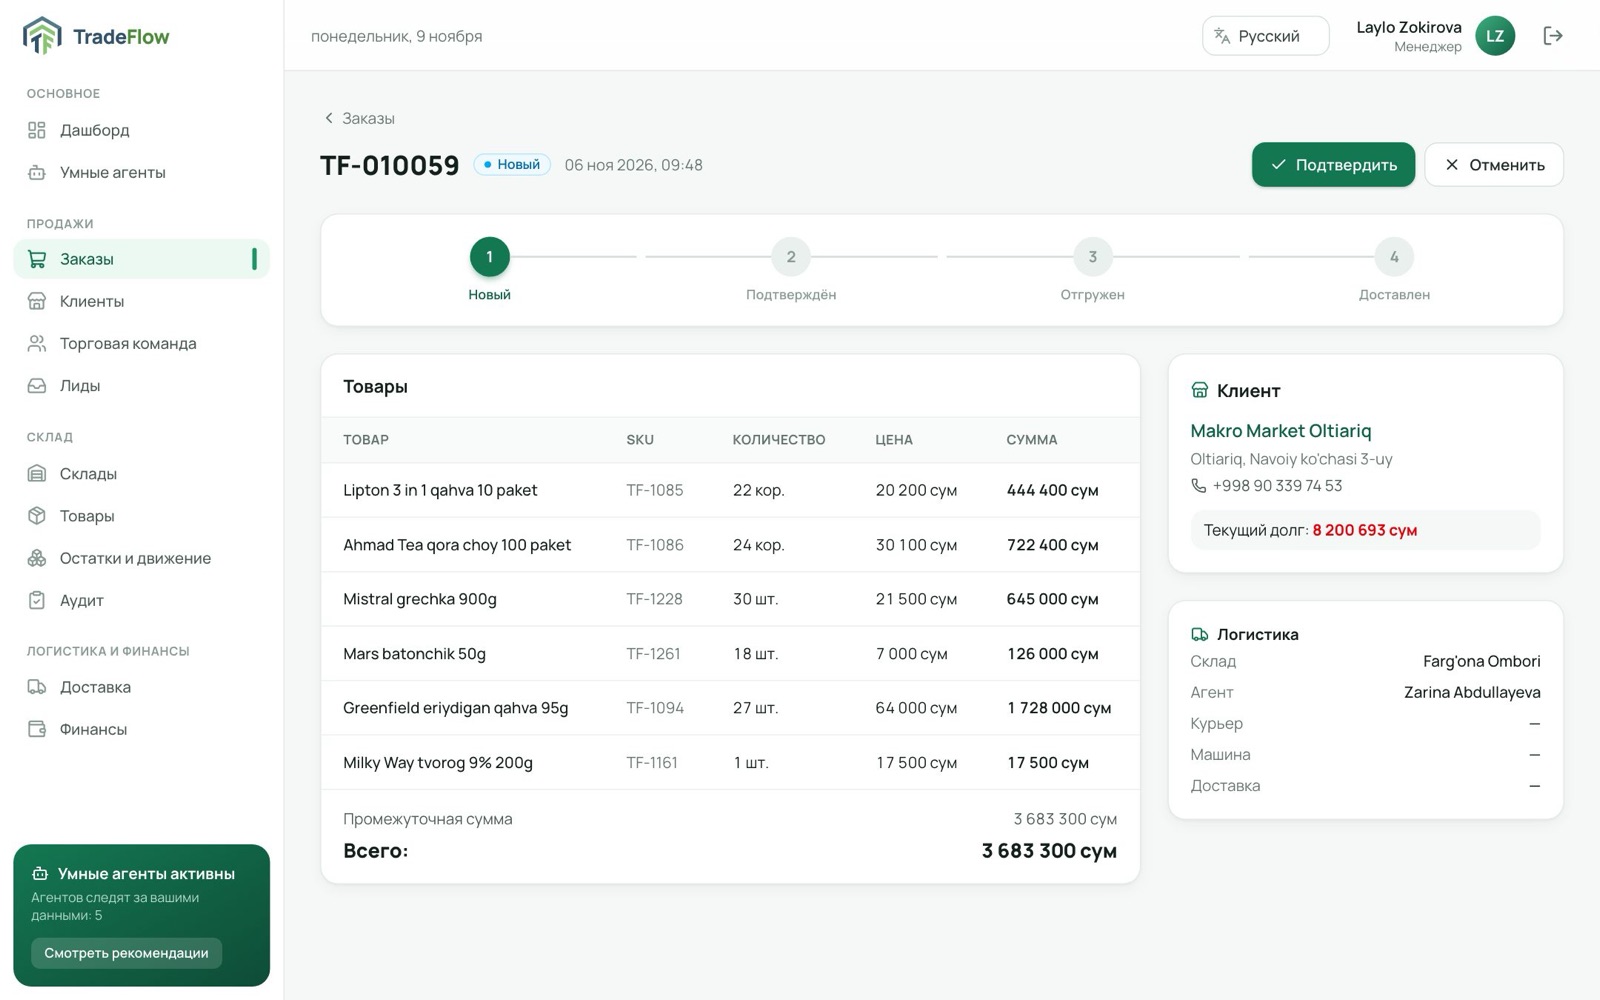 TradeFlow
ОСНОВНОЕ
Дашборд
Умные агенты
ПРОДАЖИ
Заказы
Клиенты
Торговая команда
Лиды
СКЛАД
Склады
Товары
Остатки и движение
Аудит
ЛОГИСТИКА И ФИНАНСЫ
Доставка
Финансы
Умные агенты активны
Агентов следят за вашими
данными: 5
Смотреть рекомендации
понедельник, 9 ноября
Русский
Laylo Zokirova
Менеджер
LZ
Заказы
TF-010059 Новый 06 ноя 2026, 09:48
Подтвердить Отменить
1 2 3 4
Новый Подтверждён Отгружен Доставлен
Товары
ТОВАР SKU КОЛИЧЕСТВО ЦЕНА СУММА
Lipton 3 in 1 qahva 10 paket TF-1085 22 кор. 20 200 сум 444 400 сум
Ahmad Tea qora choy 100 paket TF-1086 24 кор. 30 100 сум 722 400 сум
Mistral grechka 900g TF-1228 30 шт. 21 500 сум 645 000 сум
Mars batonchik 50g TF-1261 18 шт. 7 000 сум 126 000 сум
Greenfield eriydigan qahva 95g TF-1094 27 шт. 64 000 сум 1 728 000 сум
Milky Way tvorog 9% 200g TF-1161 1 шт. 17 500 сум 17 500 сум
Промежуточная сумма 3 683 300 сум
Всего: 3 683 300 сум
Клиент
Makro Market Oltiariq
Oltiariq, Navoiy ko'chasi 3-uy
+998 90 339 74 53
Текущий долг: 8 200 693 сум
Логистика
Склад Farg'ona Ombori
Агент Zarina Abdullayeva
Курьер —
Машина —
Доставка —